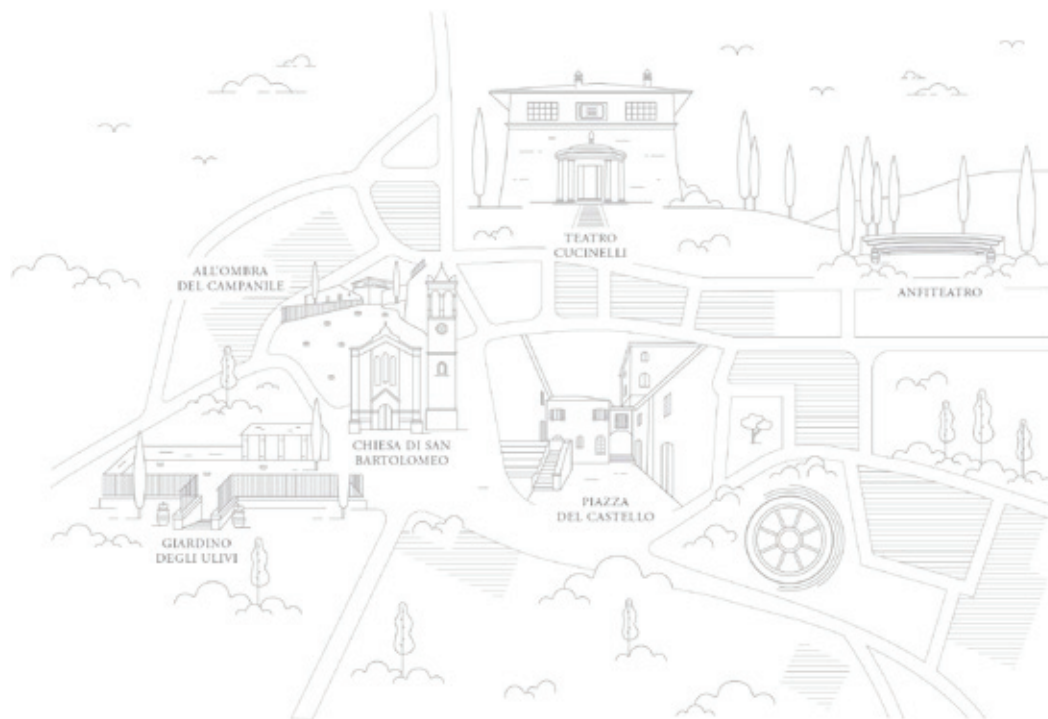 TEATRO
CUCINELLI
ALL'OMBRA
DEL CAMPANILE
ANFITEATRO
CHIESA DI SAN
BARTOLOMEO
PIAZZA
DEL CASTELLO
GIARDINO
DEGLI ULIVI